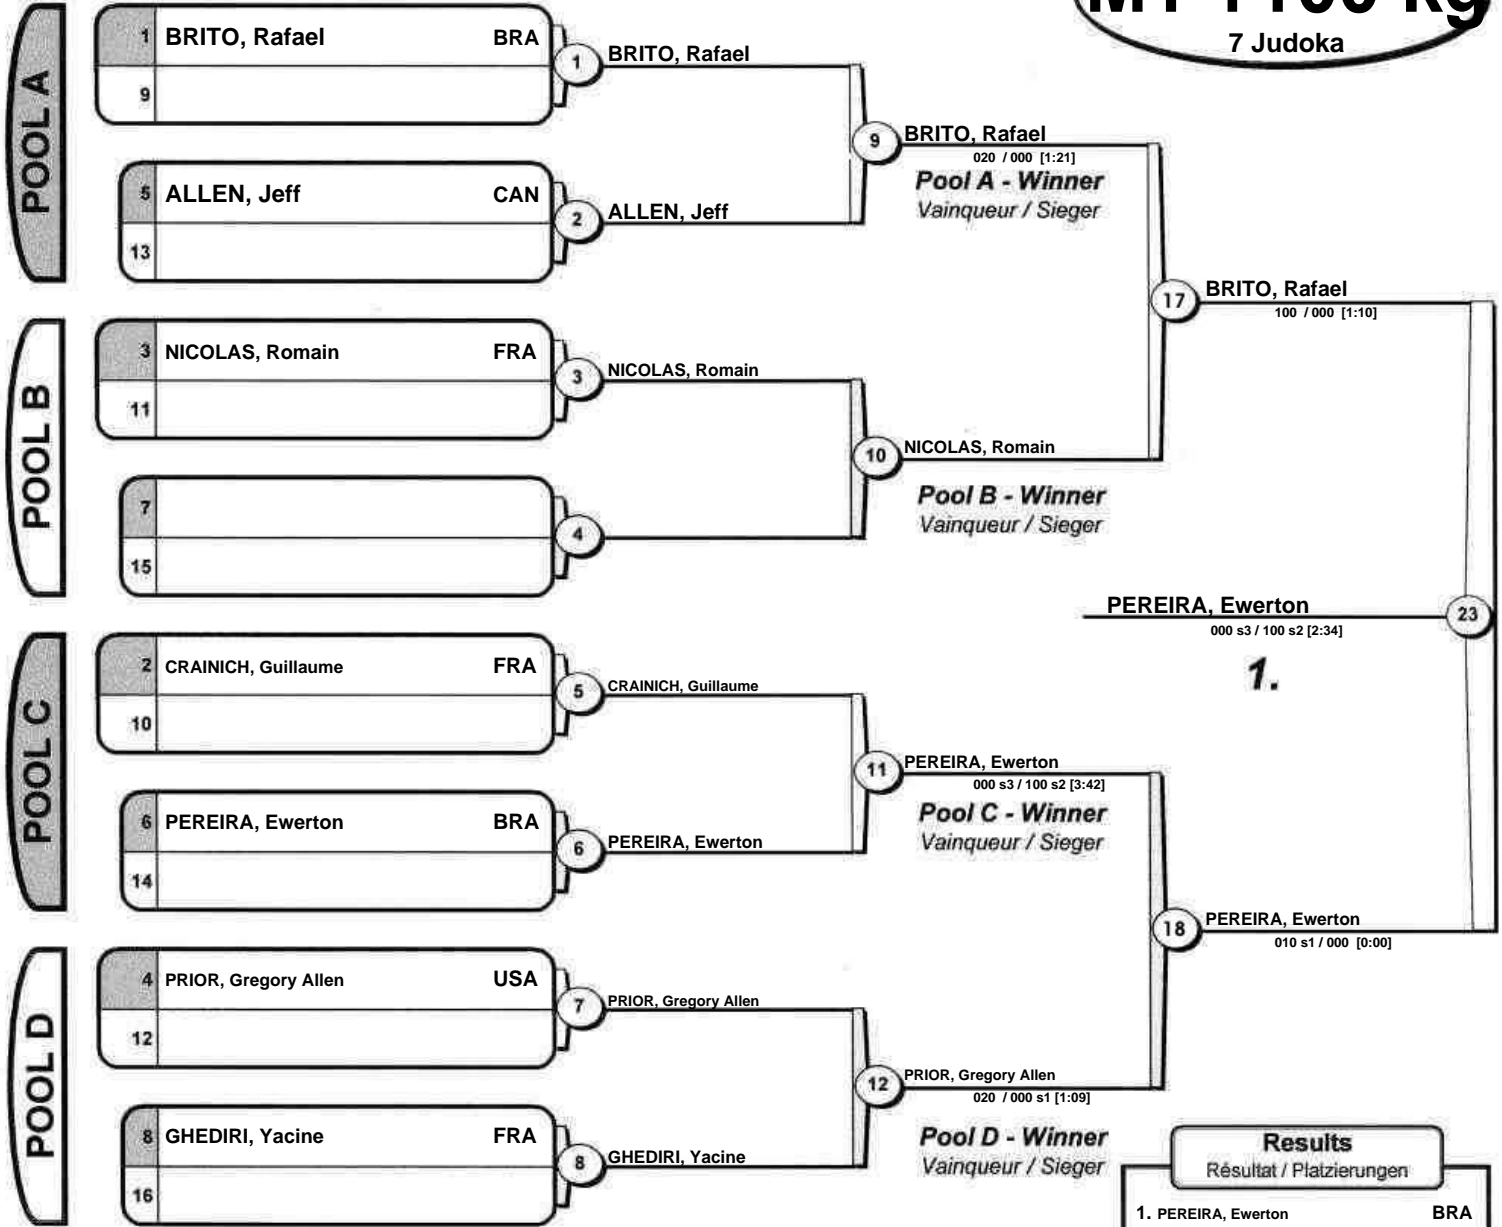 7 Judoka
POOL A
1 BRITO, Rafael BRA
9
1 BRITO, Rafael
5 ALLEN, Jeff CAN
13
2 ALLEN, Jeff
9 BRITO, Rafael
020 / 000 [1:21]
Pool A - Winner
Vainqueur / Sieger
17 BRITO, Rafael
100 / 000 [1:10]
POOL B
3 NICOLAS, Romain FRA
11
3 NICOLAS, Romain
7
15
4
10 NICOLAS, Romain
Pool B - Winner
Vainqueur / Sieger
PEREIRA, Ewerton 23
000 s3 / 100 s2 [2:34]
1.
POOL C
2 CRAINICH, Guillaume FRA
10
5 CRAINICH, Guillaume
6 PEREIRA, Ewerton BRA
14
6 PEREIRA, Ewerton
11 PEREIRA, Ewerton
000 s3 / 100 s2 [3:42]
Pool C - Winner
Vainqueur / Sieger
18 PEREIRA, Ewerton
010 s1 / 000 [0:00]
POOL D
4 PRIOR, Gregory Allen USA
12
7 PRIOR, Gregory Allen
8 GHEDIRI, Yacine FRA
16
8 GHEDIRI, Yacine
12 PRIOR, Gregory Allen
020 / 000 s1 [1:09]
Pool D - Winner
Vainqueur / Sieger
Results
Résultat / Platzierungen
1. PEREIRA, Ewerton BRA